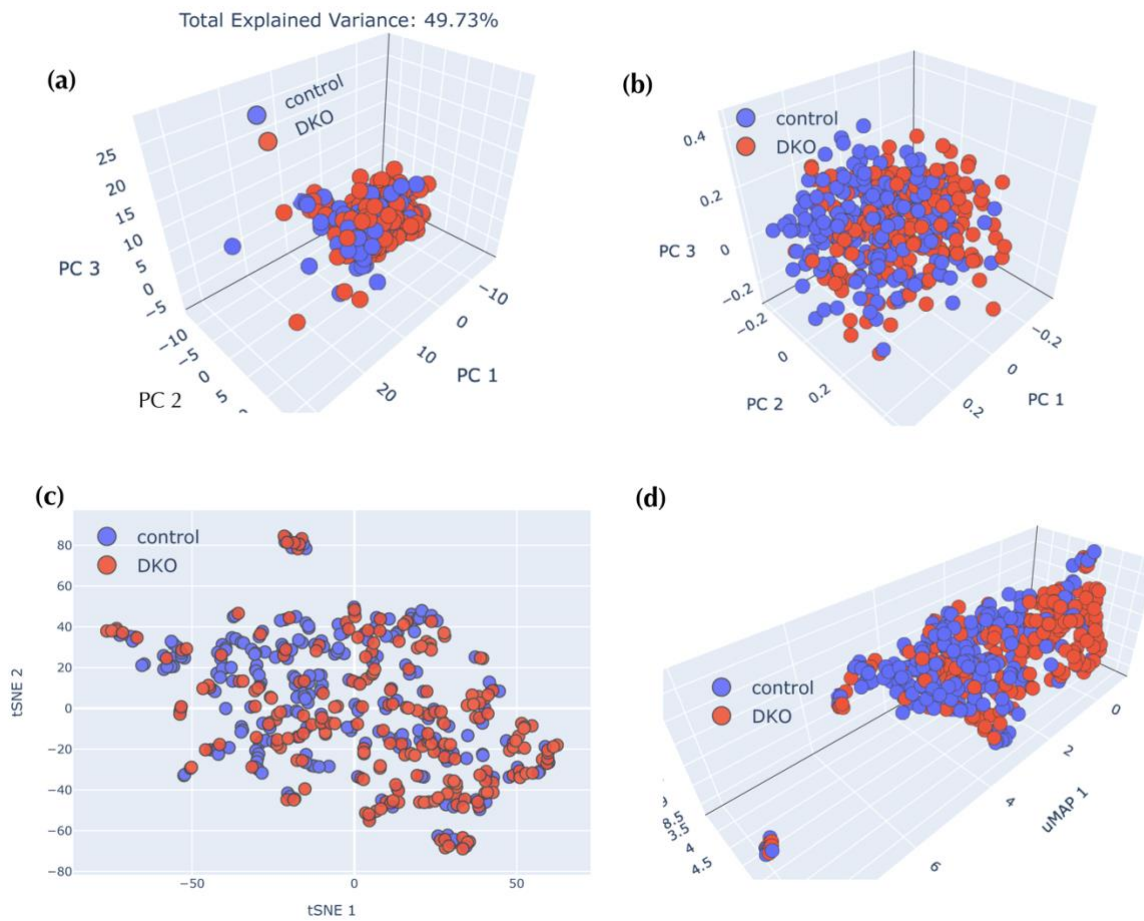 Total Explained Variance: 49.73%
(a)
control
DKO
25
20
15
10
5
0
−5
PC 3
−10
−5
0
5
PC 2
20
10
0
−10
PC 1
(b)
control
DKO
0.4
0.2
0
−0.2
PC 3
−0.2
0
0.2
PC 2
0.2
0
−0.2
PC 1
(c)
control
DKO
80
60
40
20
0
−20
−40
−60
−80
tSNE 2
−50
0
50
tSNE 1
(d)
control
DKO
9
8.5
3.5
4
4.5
6
4
2
0
uMAP 1